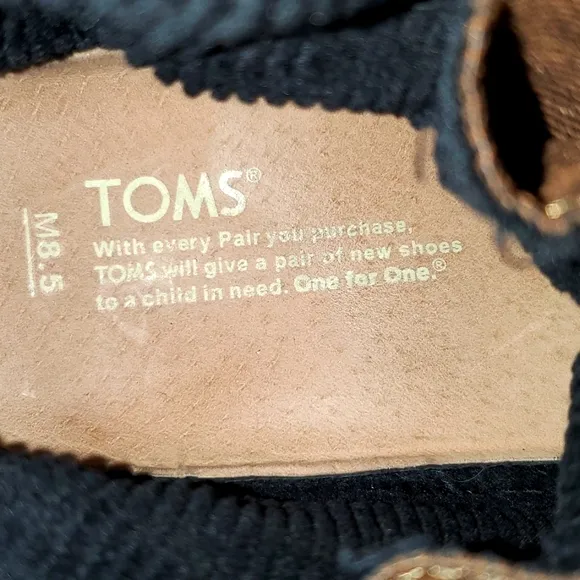 TOMS®
With every Pair you purchase,
TOMS will give a pair of new shoes
to a child in need. One for One.®
M8.5